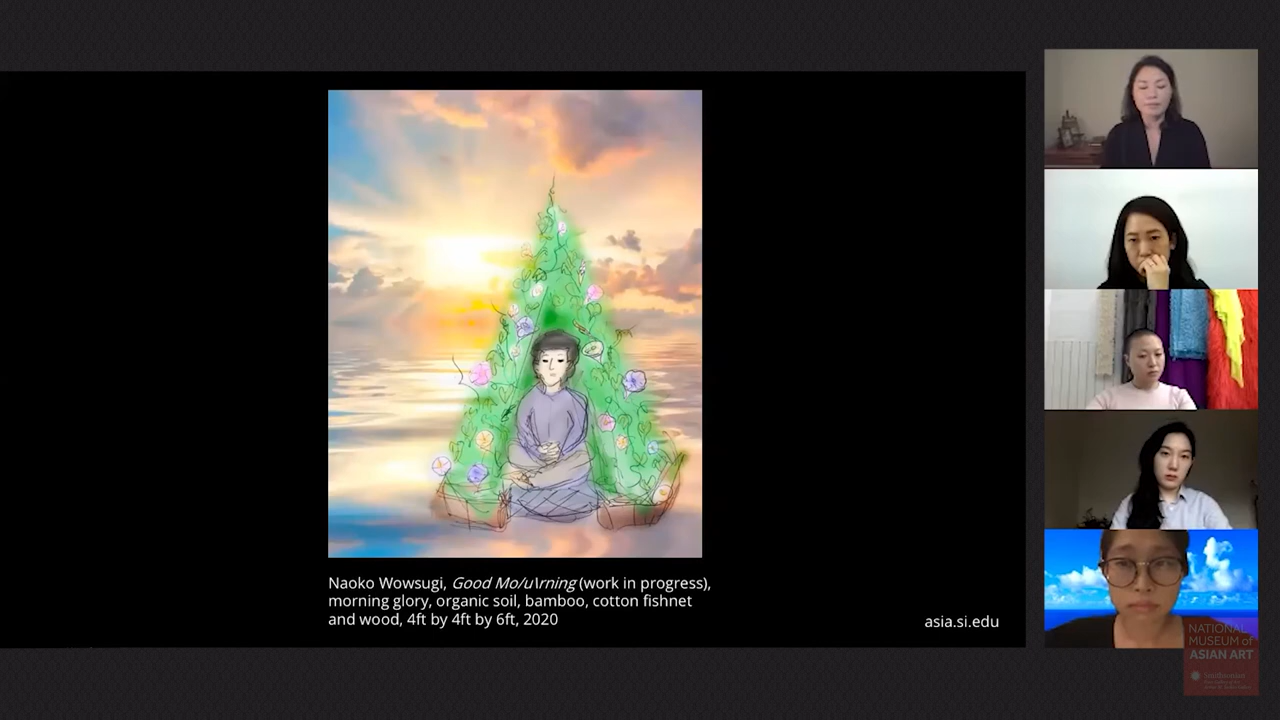 Naoko Wowsugi, Good Mo/u\rning (work in progress),
morning glory, organic soil, bamboo, cotton fishnet
and wood, 4ft by 4ft by 6ft, 2020
asia.si.edu
NATIONAL
MUSEUM of
ASIAN ART
Smithsonian